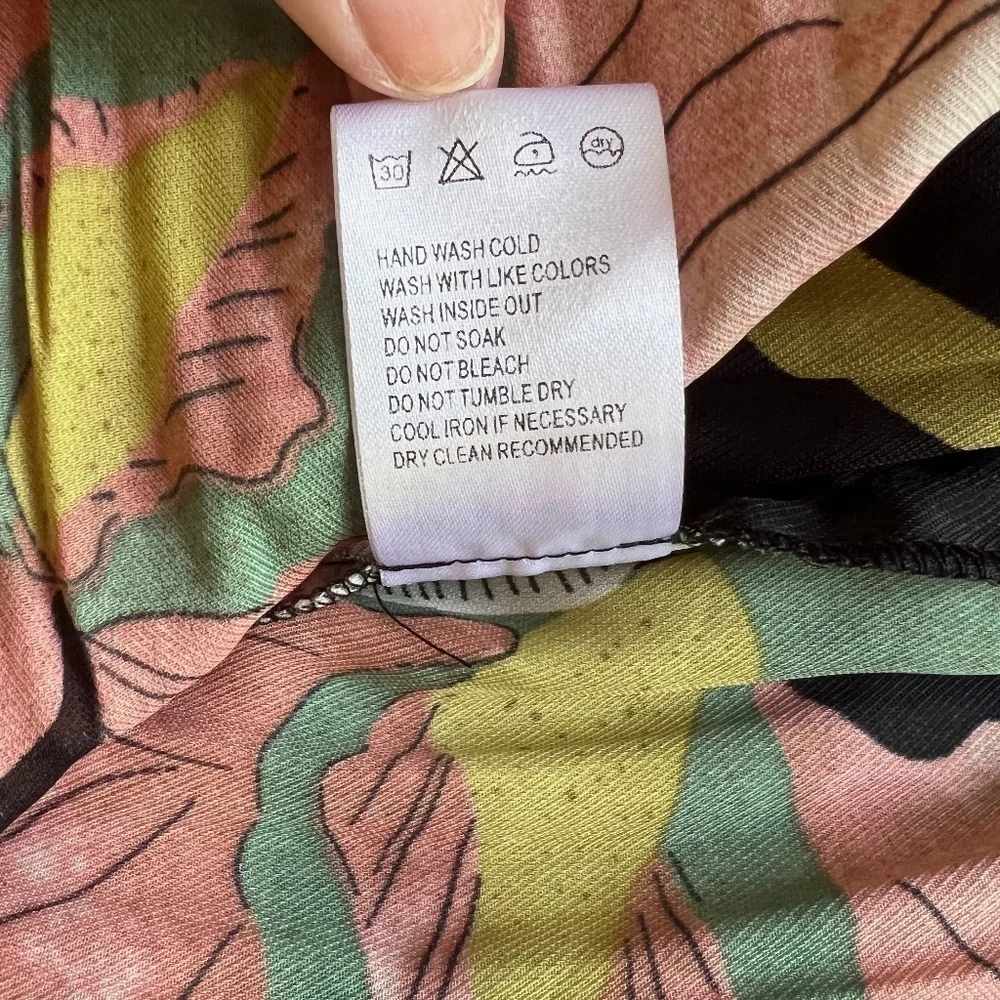 30 dry
HAND WASH COLD
WASH WITH LIKE COLORS
WASH INSIDE OUT
DO NOT SOAK
DO NOT BLEACH
DO NOT TUMBLE DRY
COOL IRON IF NECESSARY
DRY CLEAN RECOMMENDED